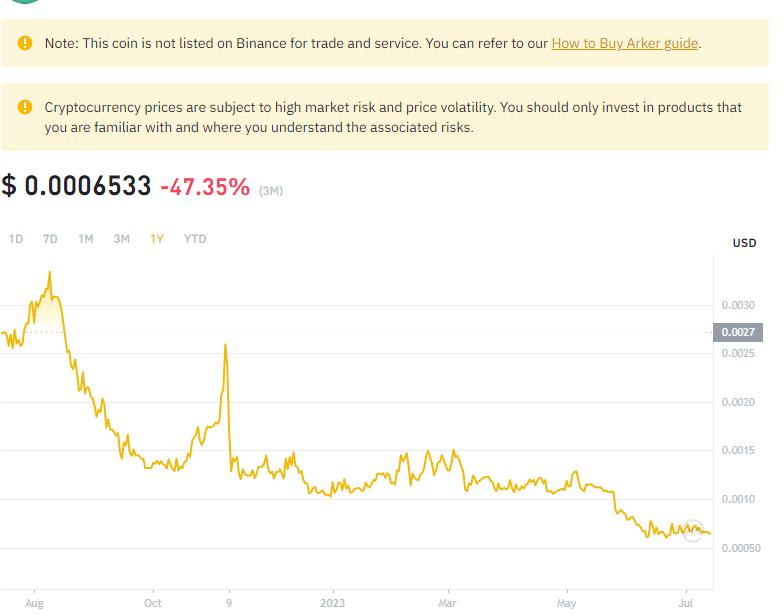 Note: This coin is not listed on Binance for trade and service. You can refer to our How to Buy Arker guide.
Cryptocurrency prices are subject to high market risk and price volatility. You should only invest in products that
you are familiar with and where you understand the associated risks.
$ 0.0006533 -47.35% (3M)
1D 7D 1M 3M 1Y YTD
USD
0.0030
0.0027
0.0025
0.0020
0.0015
0.0010
0.00050
Aug Oct 9 2023 Mar May Jul